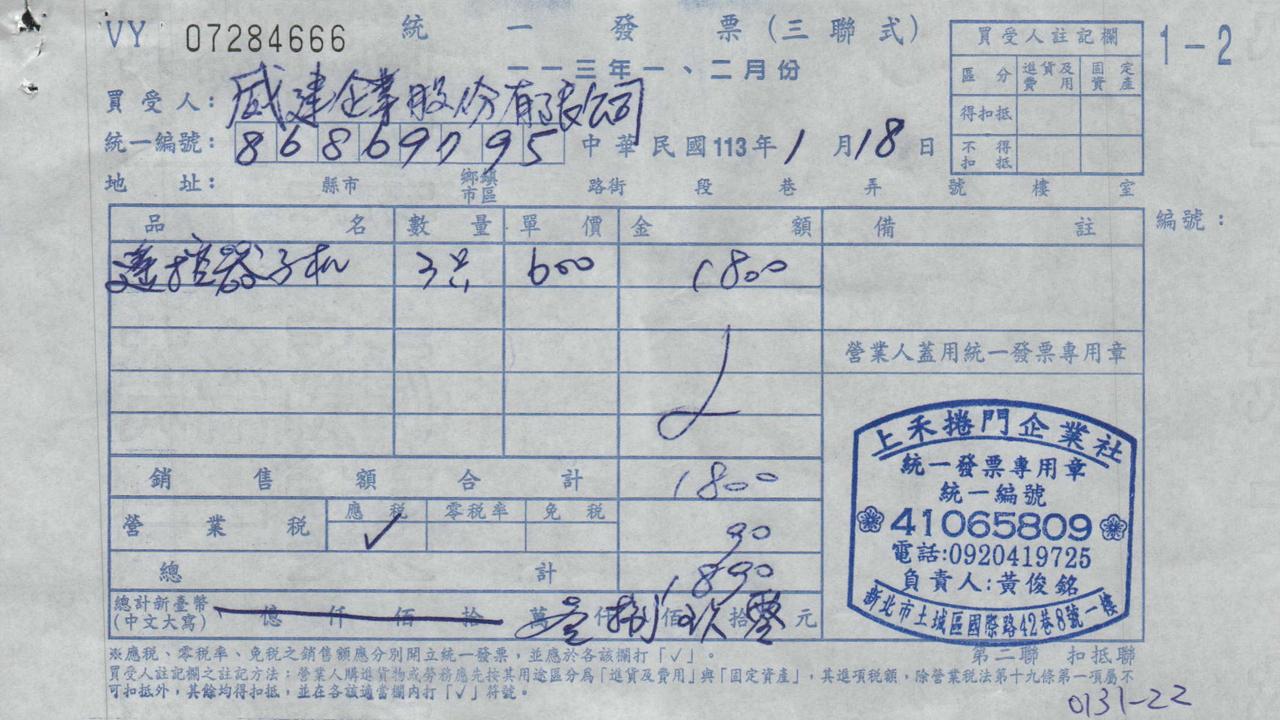 VY 07284666 統一發票(三聯式) 1-2
一一三年一、二月份
買受人: 威建企業股份有限公司
統一編號: 86869795 中華民國113年1月18日
地址: 縣市 鄉鎮市區 路街 段 巷 弄 號 樓 室
買受人註記欄
區分 進貨及費用 固定資產
得扣抵
不得扣抵
編號:
品名 數量 單價 金額 備註
遙控器子机 3只 600 1800
營業人蓋用統一發票專用章
銷售額合計 1800
營業稅 應稅 ✓ 零稅率 免稅 90
總計 1890
總計新臺幣(中文大寫) 億 仟 佰 拾 萬 壹仟 捌佰 玖拾 零元
上禾捲門企業社
統一發票專用章
統一編號
41065809
電話:0920419725
負責人:黃俊銘
新北市土城區國際路42巷8號一樓
第二聯 扣抵聯
※應稅、零稅率、免稅之銷售額應分別開立統一發票,並應於各該欄打「✓」。
買受人註記欄之註記方法:營業人購進貨物或勞務應先按其用途區分為「進貨及費用」與「固定資產」,其進項稅額,除營業稅法第十九條第一項屬不
可扣抵外,其餘均得扣抵,並在各該適當欄內打「✓」符號。
0131-22